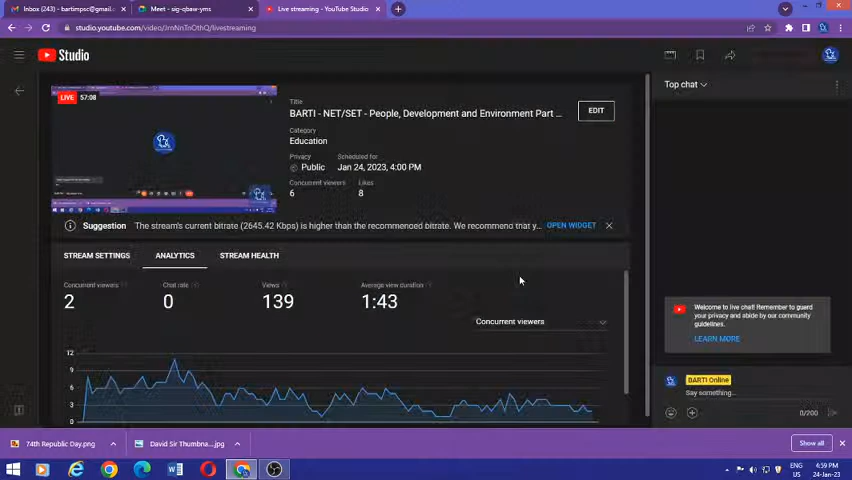 Inbox (243) - bartimpsc@gmail.
Meet - sig-qbaw-yms
Live streaming - YouTube Studio
studio.youtube.com/video/JrnNnTnOthQ/livestreaming
Studio
LIVE 57:08
Title
BARTI - NET/SET - People, Development and Environment Part ...
EDIT
Category
Education
Privacy
Scheduled for
Public
Jan 24, 2023, 4:00 PM
Concurrent viewers
Likes
6
8
Suggestion The stream's current bitrate (2645.42 Kbps) is higher than the recommended bitrate. We recommend that y...
OPEN WIDGET
STREAM SETTINGS
ANALYTICS
STREAM HEALTH
Concurrent viewers
Chat rate
Views
Average view duration
2
0
139
1:43
Concurrent viewers
12
9
6
3
0
Top chat
Welcome to live chat! Remember to guard
your privacy and abide by our community
guidelines.
LEARN MORE
BARTI Online
Say something...
0/200
74th Republic Day.png
David Sir Thumbna....jpg
Show all
ENG
US
4:59 PM
24-Jan-23